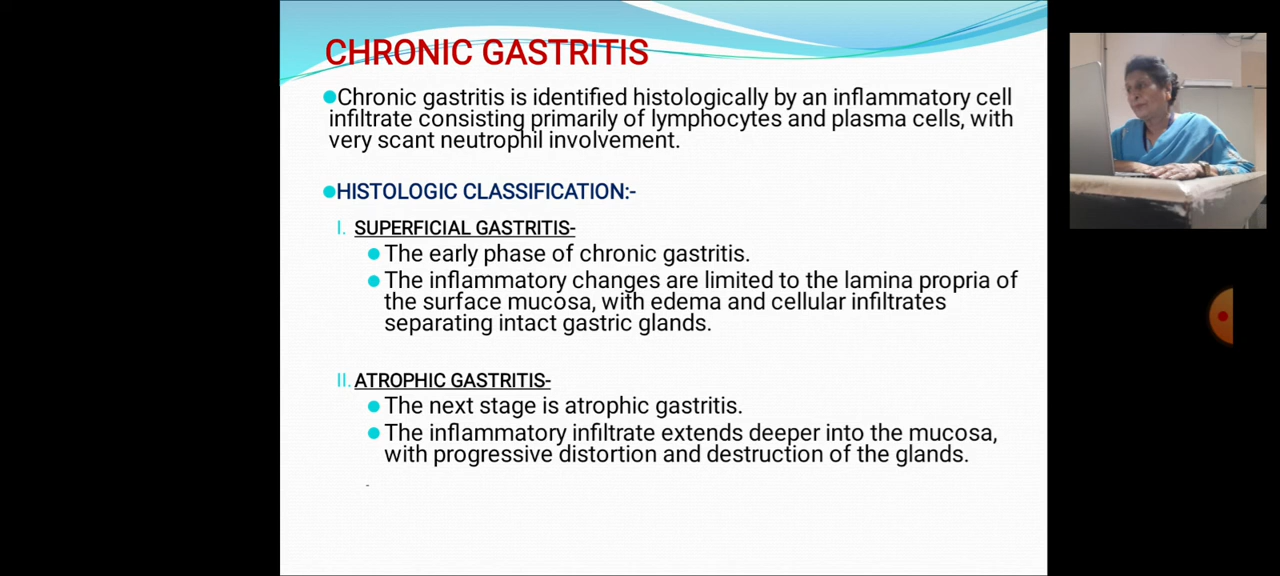 CHRONIC GASTRITIS
Chronic gastritis is identified histologically by an inflammatory cell
infiltrate consisting primarily of lymphocytes and plasma cells, with
very scant neutrophil involvement.
HISTOLOGIC CLASSIFICATION:-
I. SUPERFICIAL GASTRITIS-
The early phase of chronic gastritis.
The inflammatory changes are limited to the lamina propria of
the surface mucosa, with edema and cellular infiltrates
separating intact gastric glands.
II. ATROPHIC GASTRITIS-
The next stage is atrophic gastritis.
The inflammatory infiltrate extends deeper into the mucosa,
with progressive distortion and destruction of the glands.
-